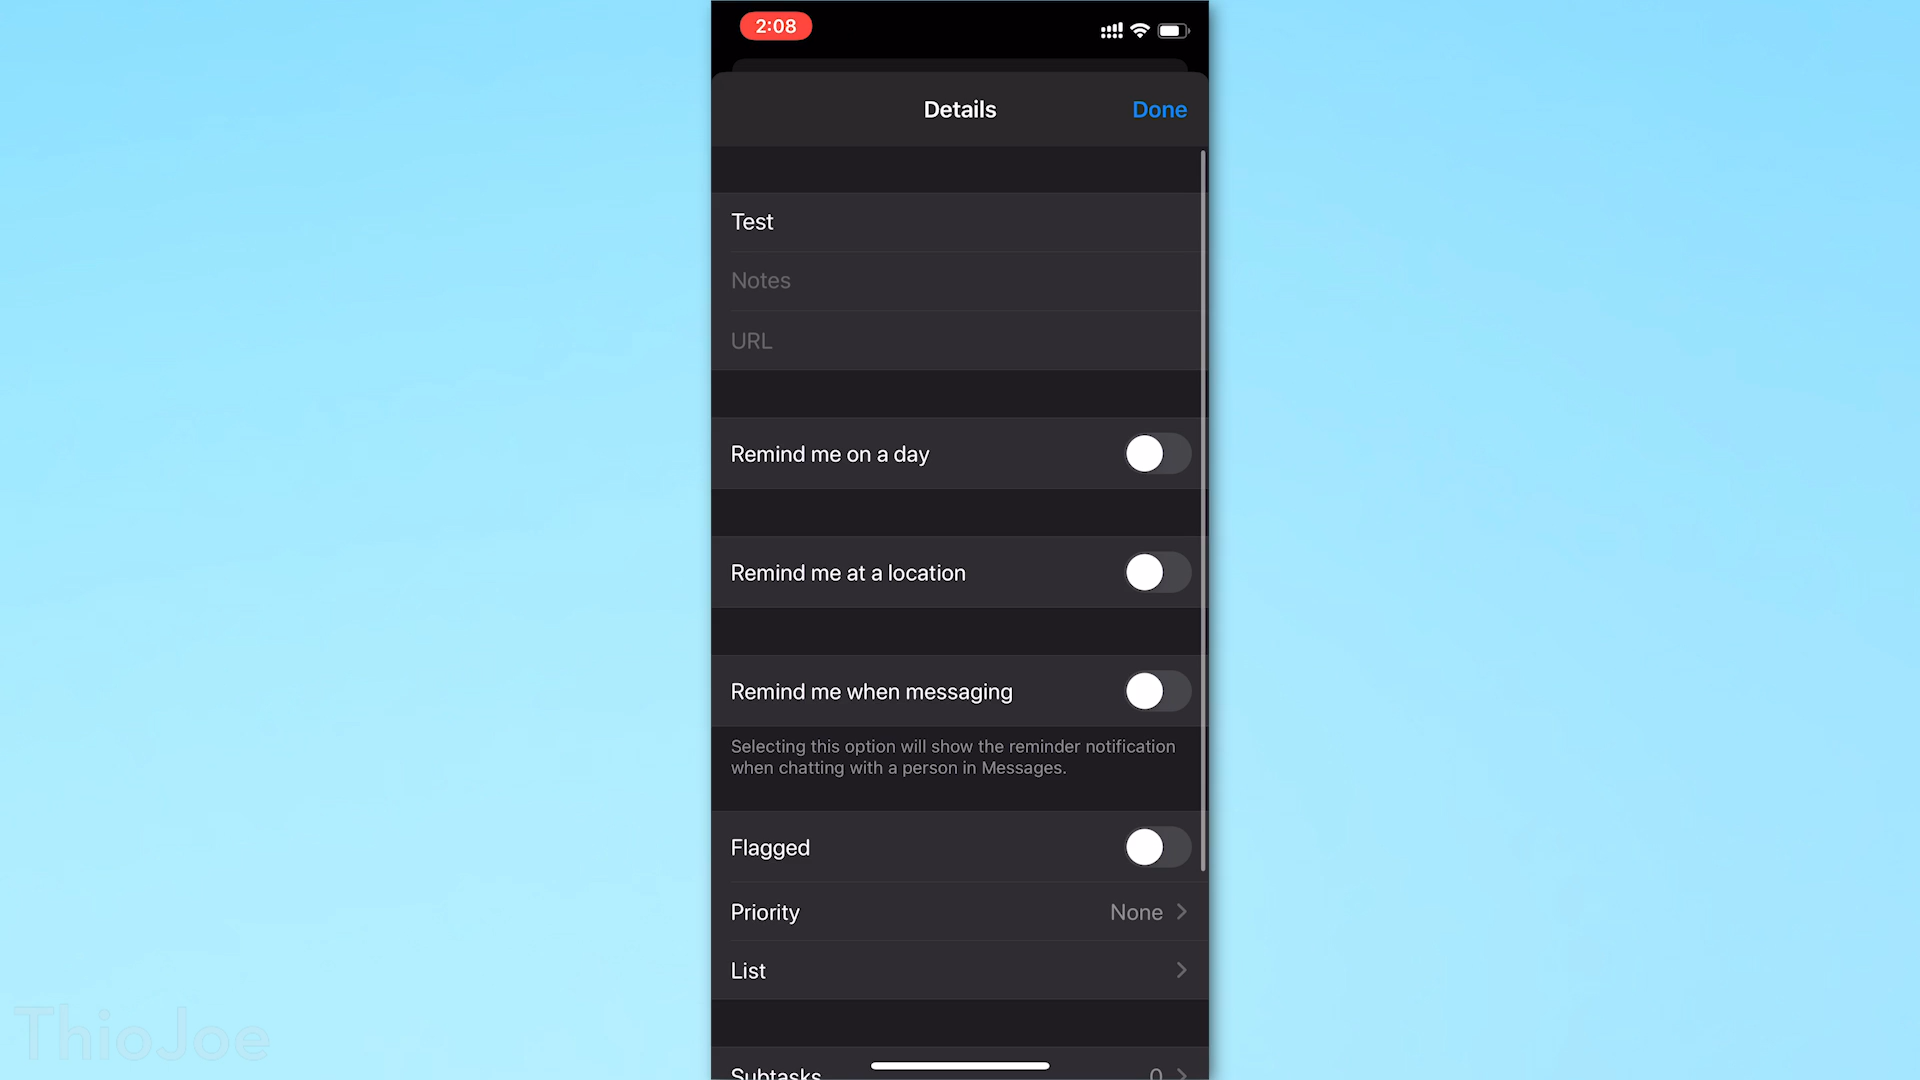 2:08
Details
Done
Test
Notes
URL
Remind me on a day
Remind me at a location
Remind me when messaging
Selecting this option will show the reminder notification
when chatting with a person in Messages.
Flagged
Priority
None
List
Subtasks
0
ThioJoe